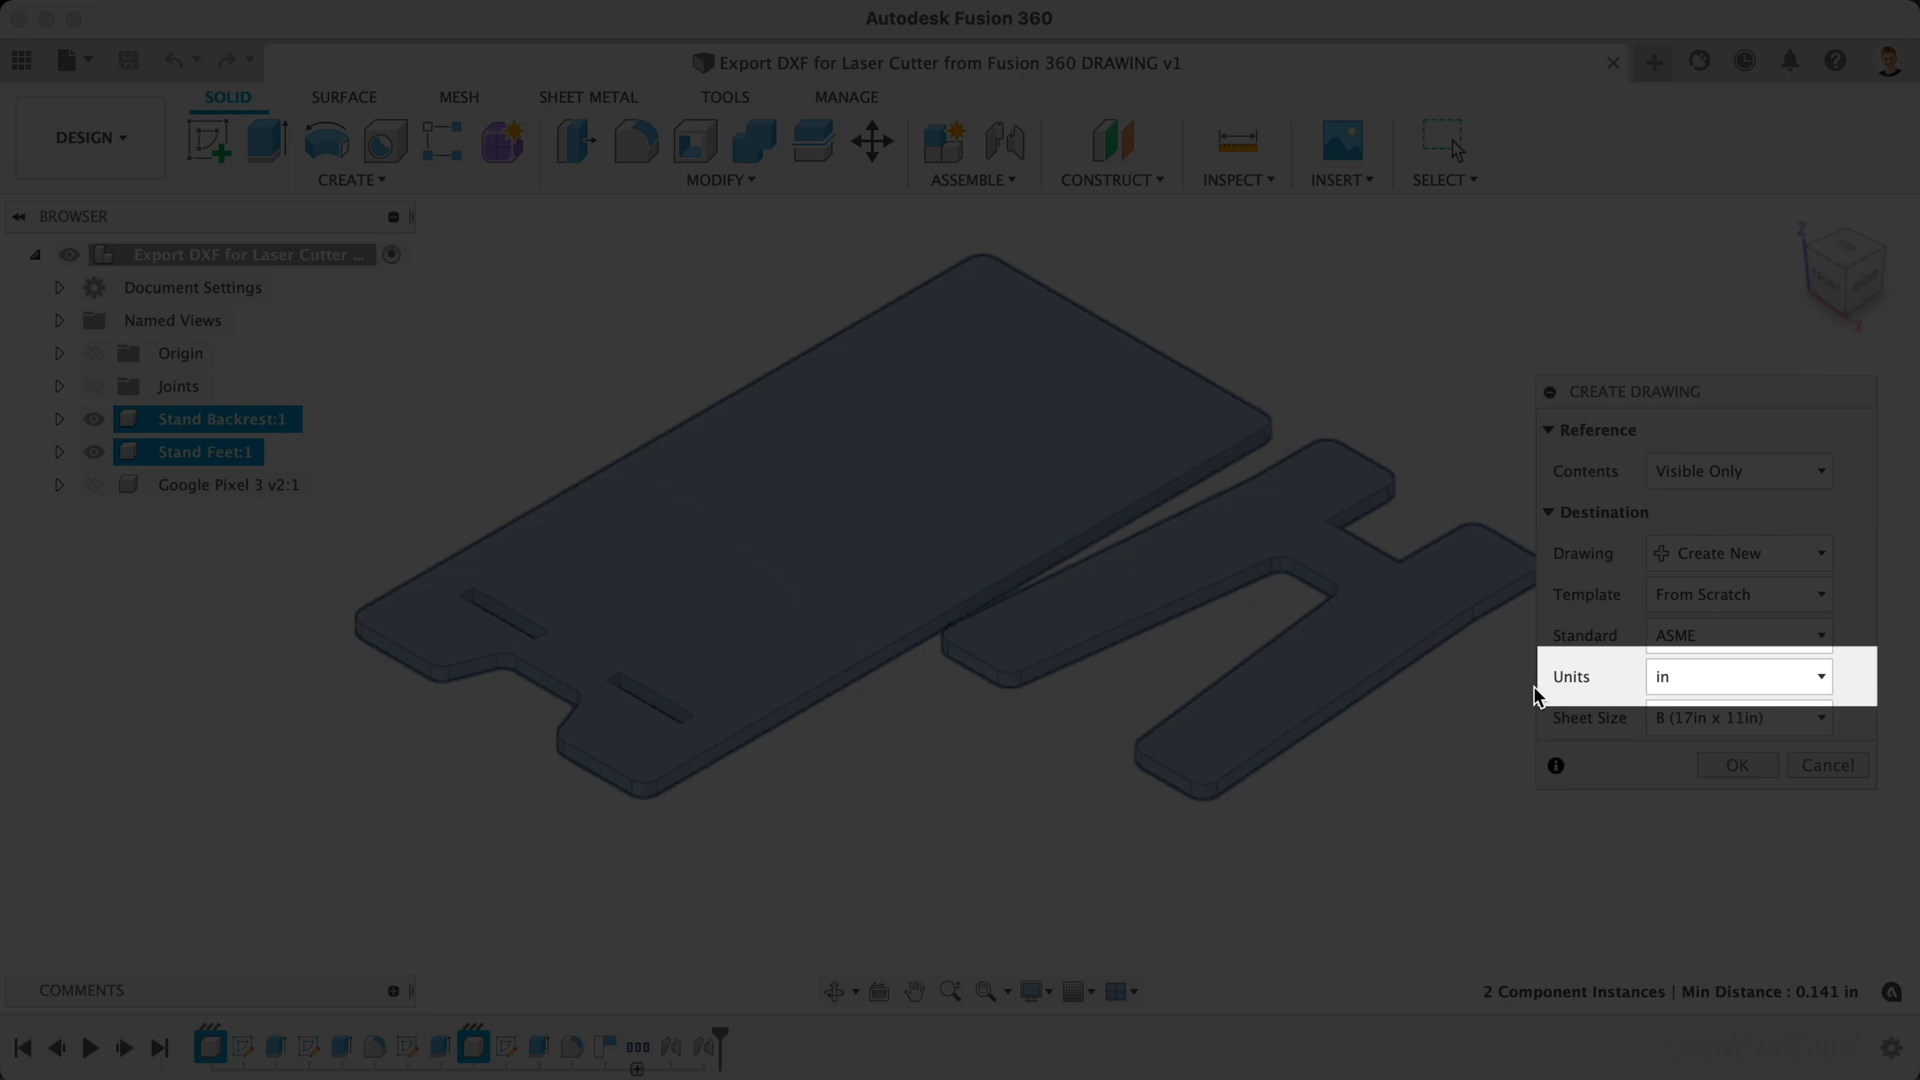 Autodesk Fusion 360
Export DXF for Laser Cutter from Fusion 360 DRAWING v1
SOLID SURFACE MESH SHEET METAL TOOLS MANAGE
DESIGN
CREATE MODIFY ASSEMBLE CONSTRUCT INSPECT INSERT SELECT
BROWSER
Export DXF for Laser Cutter ...
Document Settings
Named Views
Origin
Joints
Stand Backrest:1
Stand Feet:1
Google Pixel 3 v2:1
Z
X
CREATE DRAWING
Reference
Contents Visible Only
Destination
Drawing Create New
Template From Scratch
Standard ASME
Units in
Sheet Size B (17in x 11in)
OK Cancel
COMMENTS
2 Component Instances | Min Distance : 0.141 in